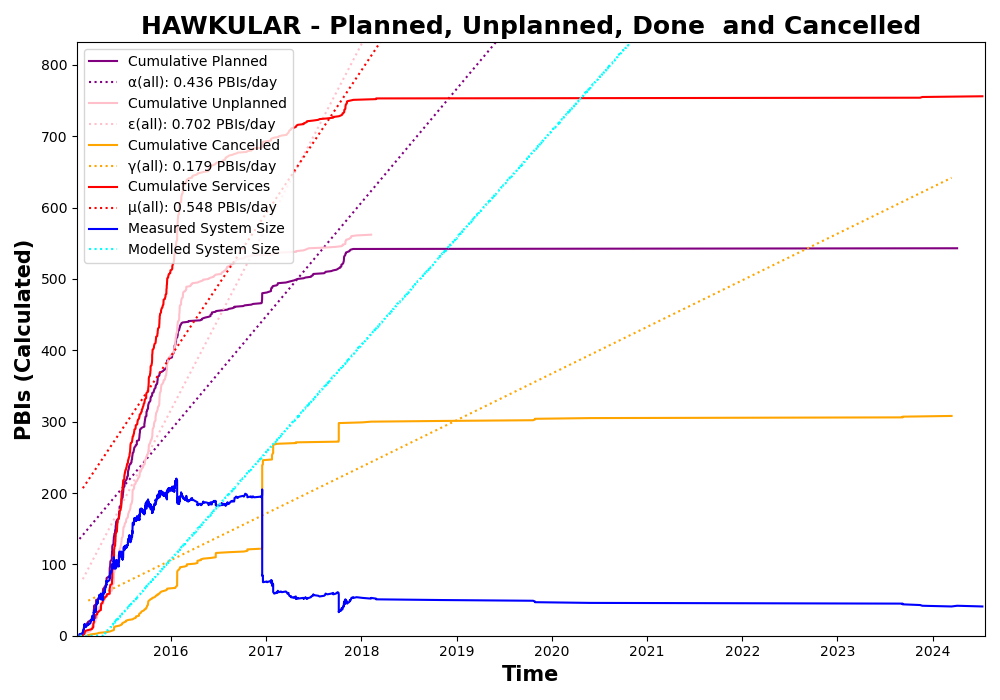 HAWKULAR - Planned, Unplanned, Done  and Cancelled
Cumulative Planned
α(all): 0.436 PBIs/day
Cumulative Unplanned
ε(all): 0.702 PBIs/day
Cumulative Cancelled
γ(all): 0.179 PBIs/day
Cumulative Services
μ(all): 0.548 PBIs/day
Measured System Size
Modelled System Size
PBIs (Calculated)
800
700
600
500
400
300
200
100
0
2016 2017 2018 2019 2020 2021 2022 2023 2024
Time